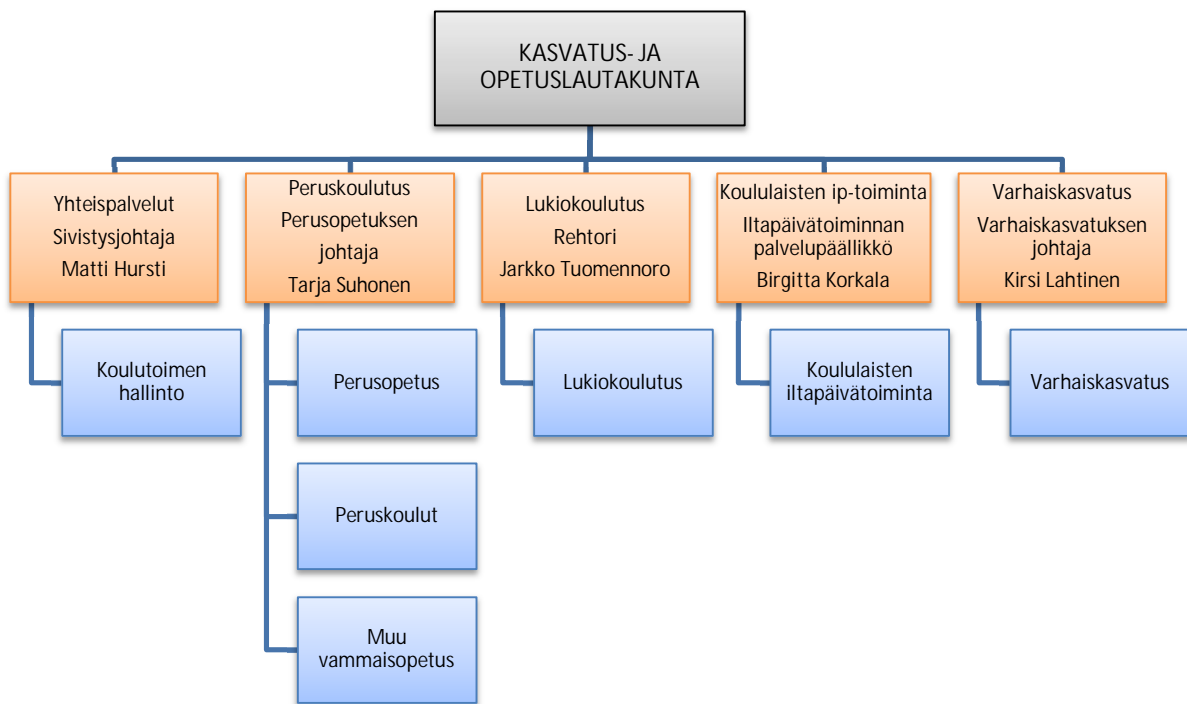 KASVATUS- JA
OPETUSLAUTAKUNTA
Yhteispalvelut
Sivistysjohtaja
Matti Hursti
Peruskoulutus
Perusopetuksen
johtaja
Tarja Suhonen
Lukiokoulutus
Rehtori
Jarkko Tuomennoro
Koululaisten ip-toiminta
Iltapäivätoiminnan
palvelupäällikkö
Birgitta Korkala
Varhaiskasvatus
Varhaiskasvatuksen
johtaja
Kirsi Lahtinen
Koulutoimen
hallinto
Perusopetus
Lukiokoulutus
Koululaisten
iltapäivätoiminta
Varhaiskasvatus
Peruskoulut
Muu
vammaisopetus